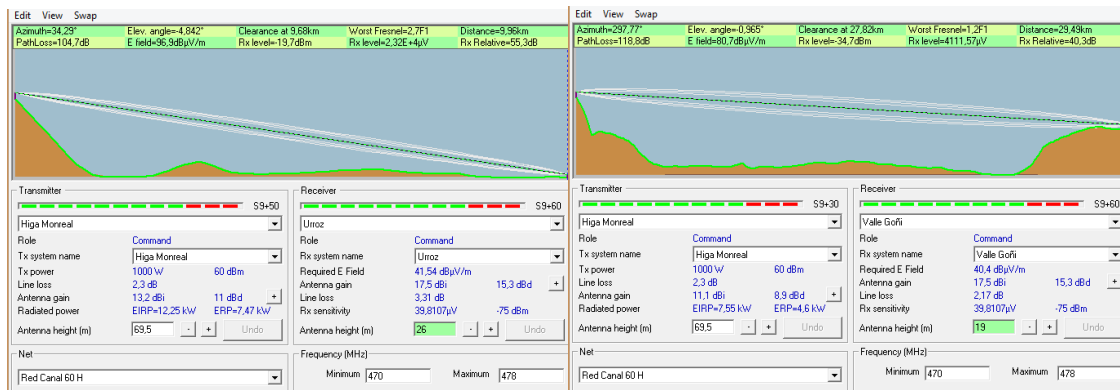 Edit View Swap
Azimuth=34,29° Elev. angle=-4,842° Clearance at 9,68km Worst Fresnel=2,7F1 Distance=9,96km
PathLoss=104,7dB E field=96,9dBµV/m Rx level=-19,7dBm Rx level=2,32E+4µV Rx Relative=55,3dB
Transmitter
S9+50
Higa Monreal
Role Command
Tx system name Higa Monreal
Tx power 1000 W 60 dBm
Line loss 2,3 dB
Antenna gain 13,2 dBi 11 dBd +
Radiated power EIRP=12,25 kW ERP=7,47 kW
Antenna height (m) 69,5 - + Undo
Net
Red Canal 60 H
Receiver
S9+60
Urroz
Role Command
Rx system name Urroz
Required E Field 41,54 dBµV/m
Antenna gain 17,5 dBi 15,3 dBd +
Line loss 3,31 dB
Rx sensitivity 39,8107µV -75 dBm
Antenna height (m) 26 - + Undo
Frequency (MHz)
Minimum 470 Maximum 478
Edit View Swap
Azimuth=297,77° Elev. angle=-0,965° Clearance at 27,82km Worst Fresnel=1,2F1 Distance=29,49km
PathLoss=118,8dB E field=80,7dBµV/m Rx level=-34,7dBm Rx level=4111,57µV Rx Relative=40,3dB
Transmitter
S9+30
Higa Monreal
Role Command
Tx system name Higa Monreal
Tx power 1000 W 60 dBm
Line loss 2,3 dB
Antenna gain 11,1 dBi 8,9 dBd +
Radiated power EIRP=7,55 kW ERP=4,6 kW
Antenna height (m) 69,5 - + Undo
Net
Red Canal 60 H
Receiver
S9+60
Valle Goñi
Role Command
Rx system name Valle Goñi
Required E Field 40,4 dBµV/m
Antenna gain 17,5 dBi 15,3 dBd +
Line loss 2,17 dB
Rx sensitivity 39,8107µV -75 dBm
Antenna height (m) 19 - + Undo
Frequency (MHz)
Minimum 470 Maximum 478